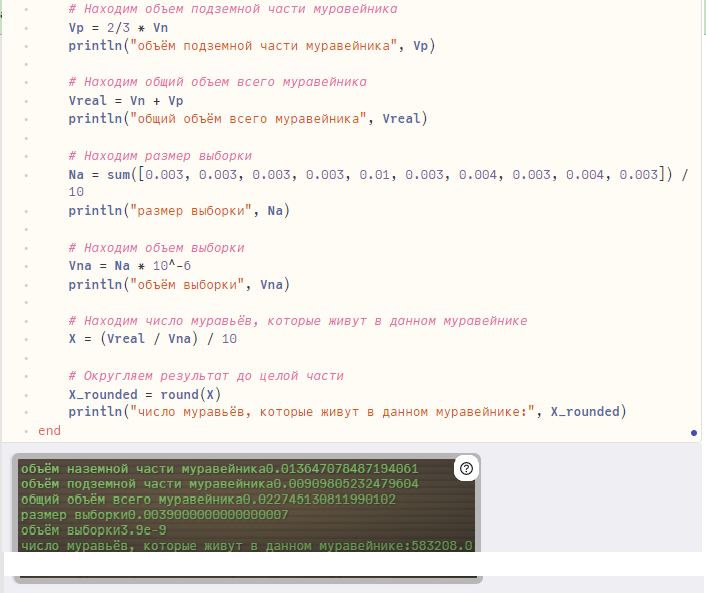 # Находим объем подземной части муравейника
Vp = 2/3 * Vn
println("объём подземной части муравейника", Vp)
# Находим общий объем всего муравейника
Vreal = Vn + Vp
println("общий объём всего муравейника", Vreal)
# Находим размер выборки
Na = sum([0.003, 0.003, 0.003, 0.003, 0.01, 0.003, 0.004, 0.003, 0.004, 0.003]) /
10
println("размер выборки", Na)
# Находим объем выборки
Vna = Na * 10^-6
println("объём выборки", Vna)
# Находим число муравьёв, которые живут в данном муравейнике
X = (Vreal / Vna) / 10
# Округляем результат до целой части
X_rounded = round(X)
println("число муравьёв, которые живут в данном муравейнике:", X_rounded)
end
объём наземной части муравейника0.013647078487194061
объём подземной части муравейника0.00909805232479604
общий объём всего муравейника0.022745130811990102
размер выборки0.0039000000000000007
объём выборки3.9e-9
число муравьёв, которые живут в данном муравейнике:583208.0